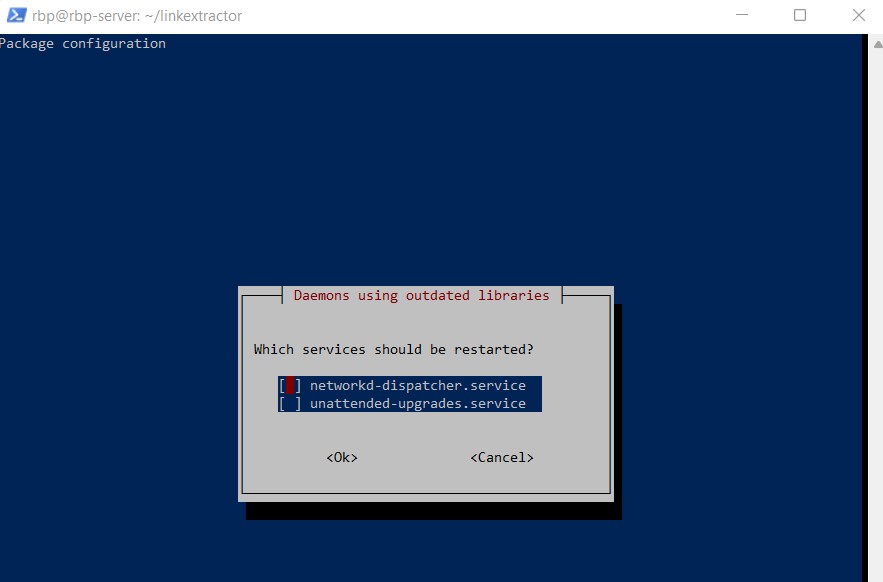 rbp@rbp-server: ~/linkextractor
Package configuration
Daemons using outdated libraries
Which services should be restarted?
[ ] networkd-dispatcher.service
[ ] unattended-upgrades.service
<Ok> <Cancel>